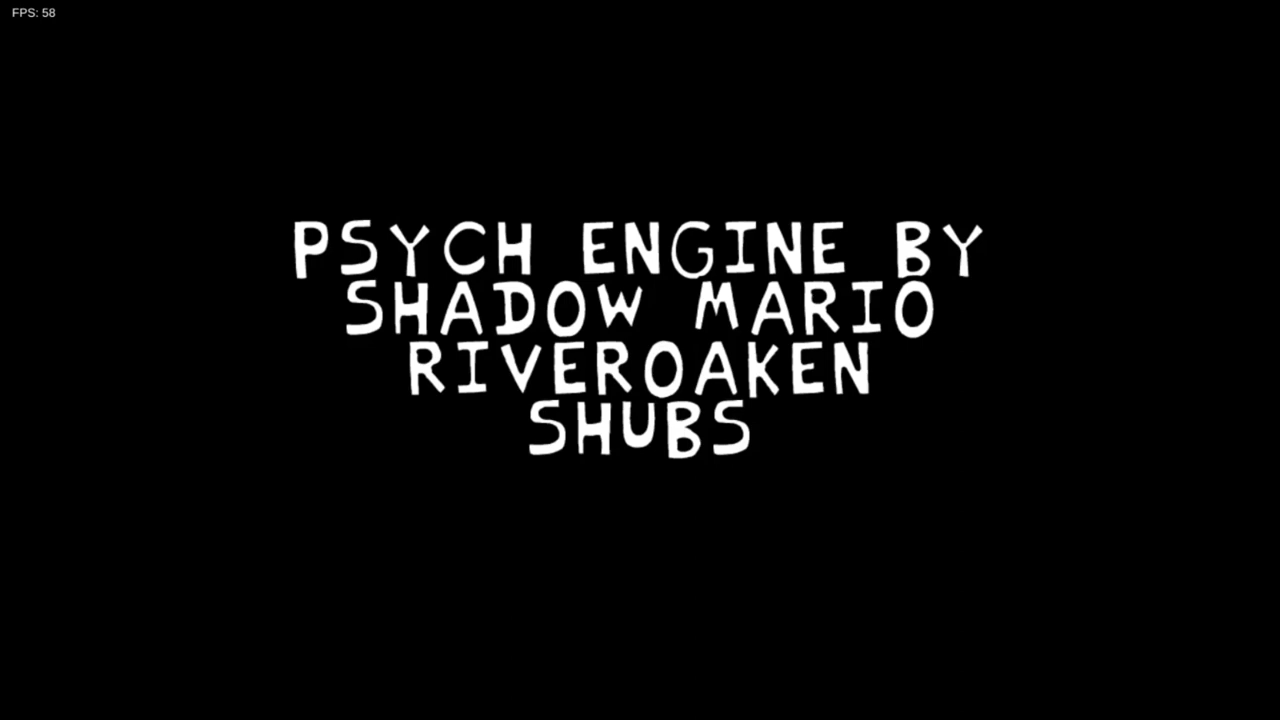 FPS: 58
PSYCH ENGINE BY
SHADOW MARIO
RIVEROAKEN
SHUBS